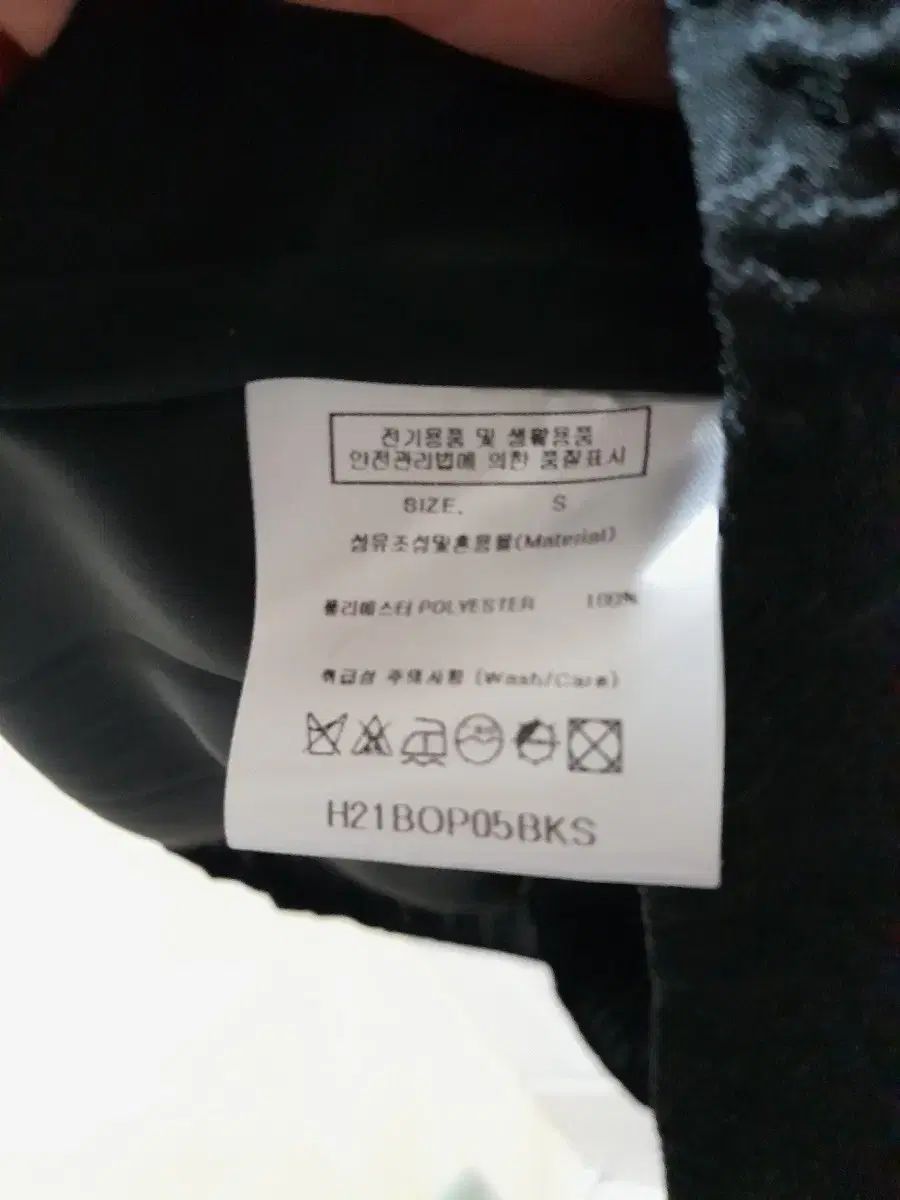 전기용품 및 생활용품
안전관리법에 의한 품질표시
SIZE. S
섬유조성및혼용률(Material)
폴리에스터 POLYESTER 100%
취급성 주의사항 (Wash/Care)
H21BOP05BKS